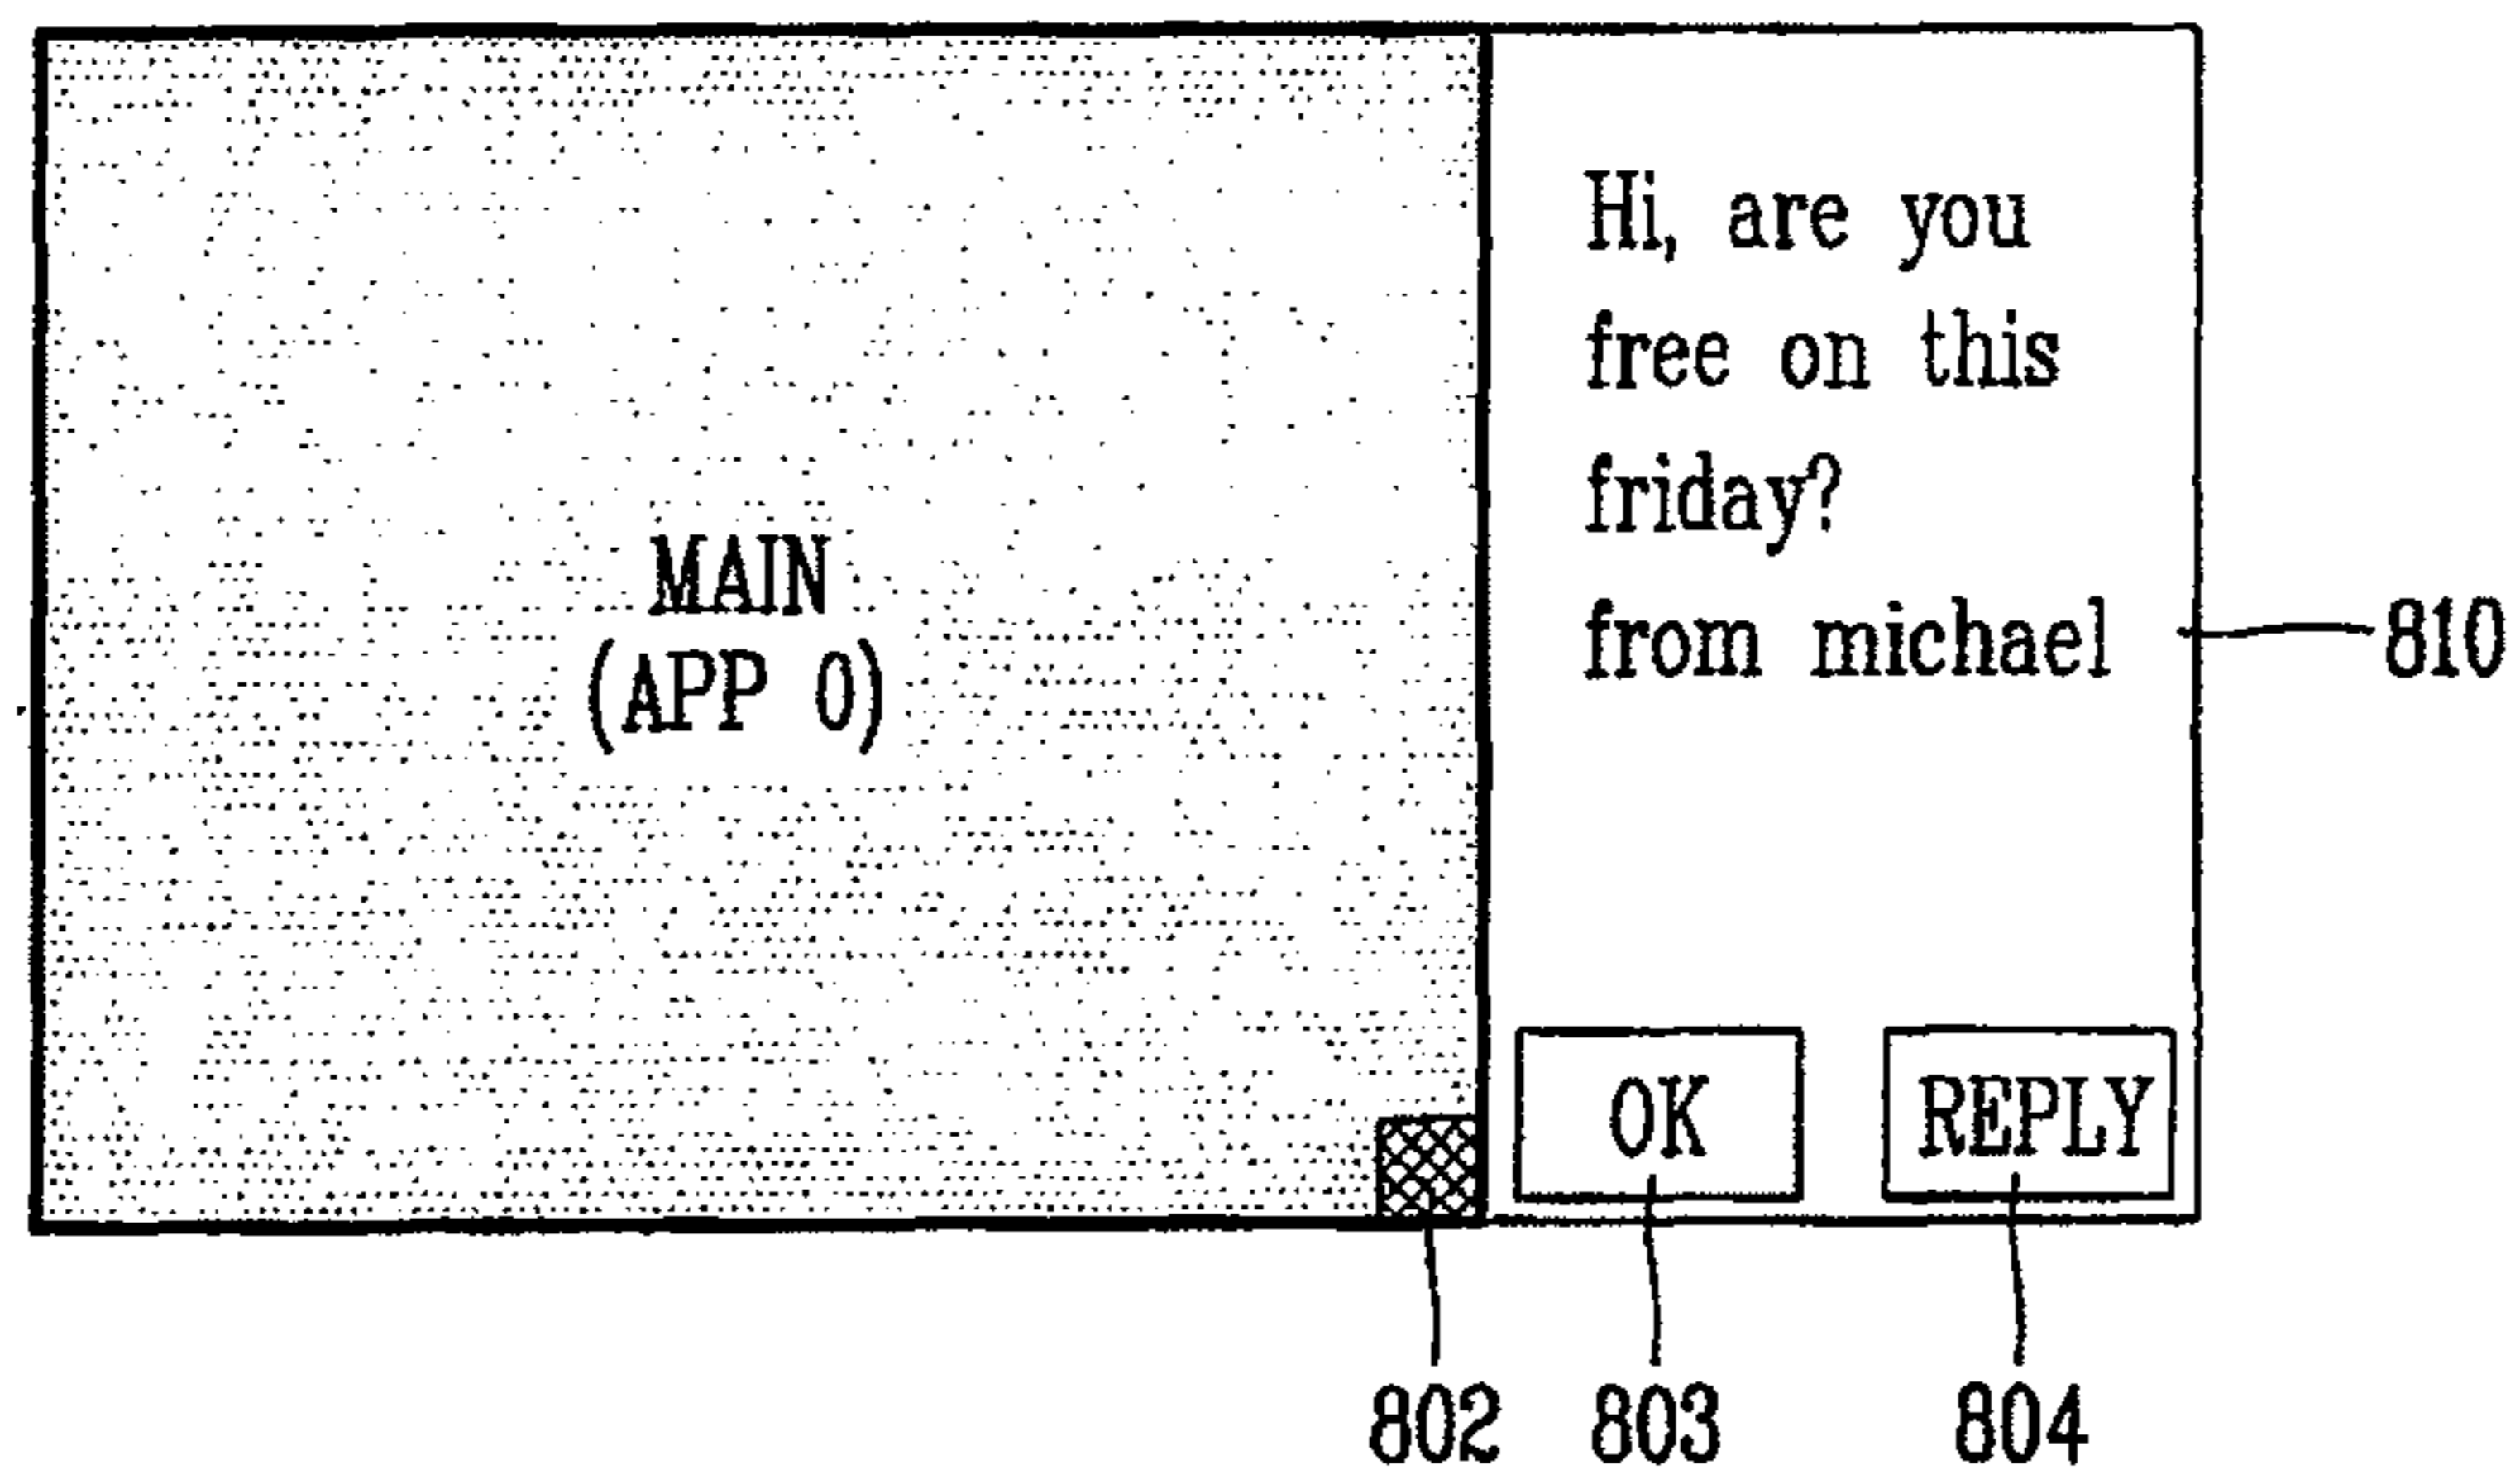 MAIN
(APP 0)
Hi, are you
free on this
friday?
from michael
810
OK
REPLY
802
803
804